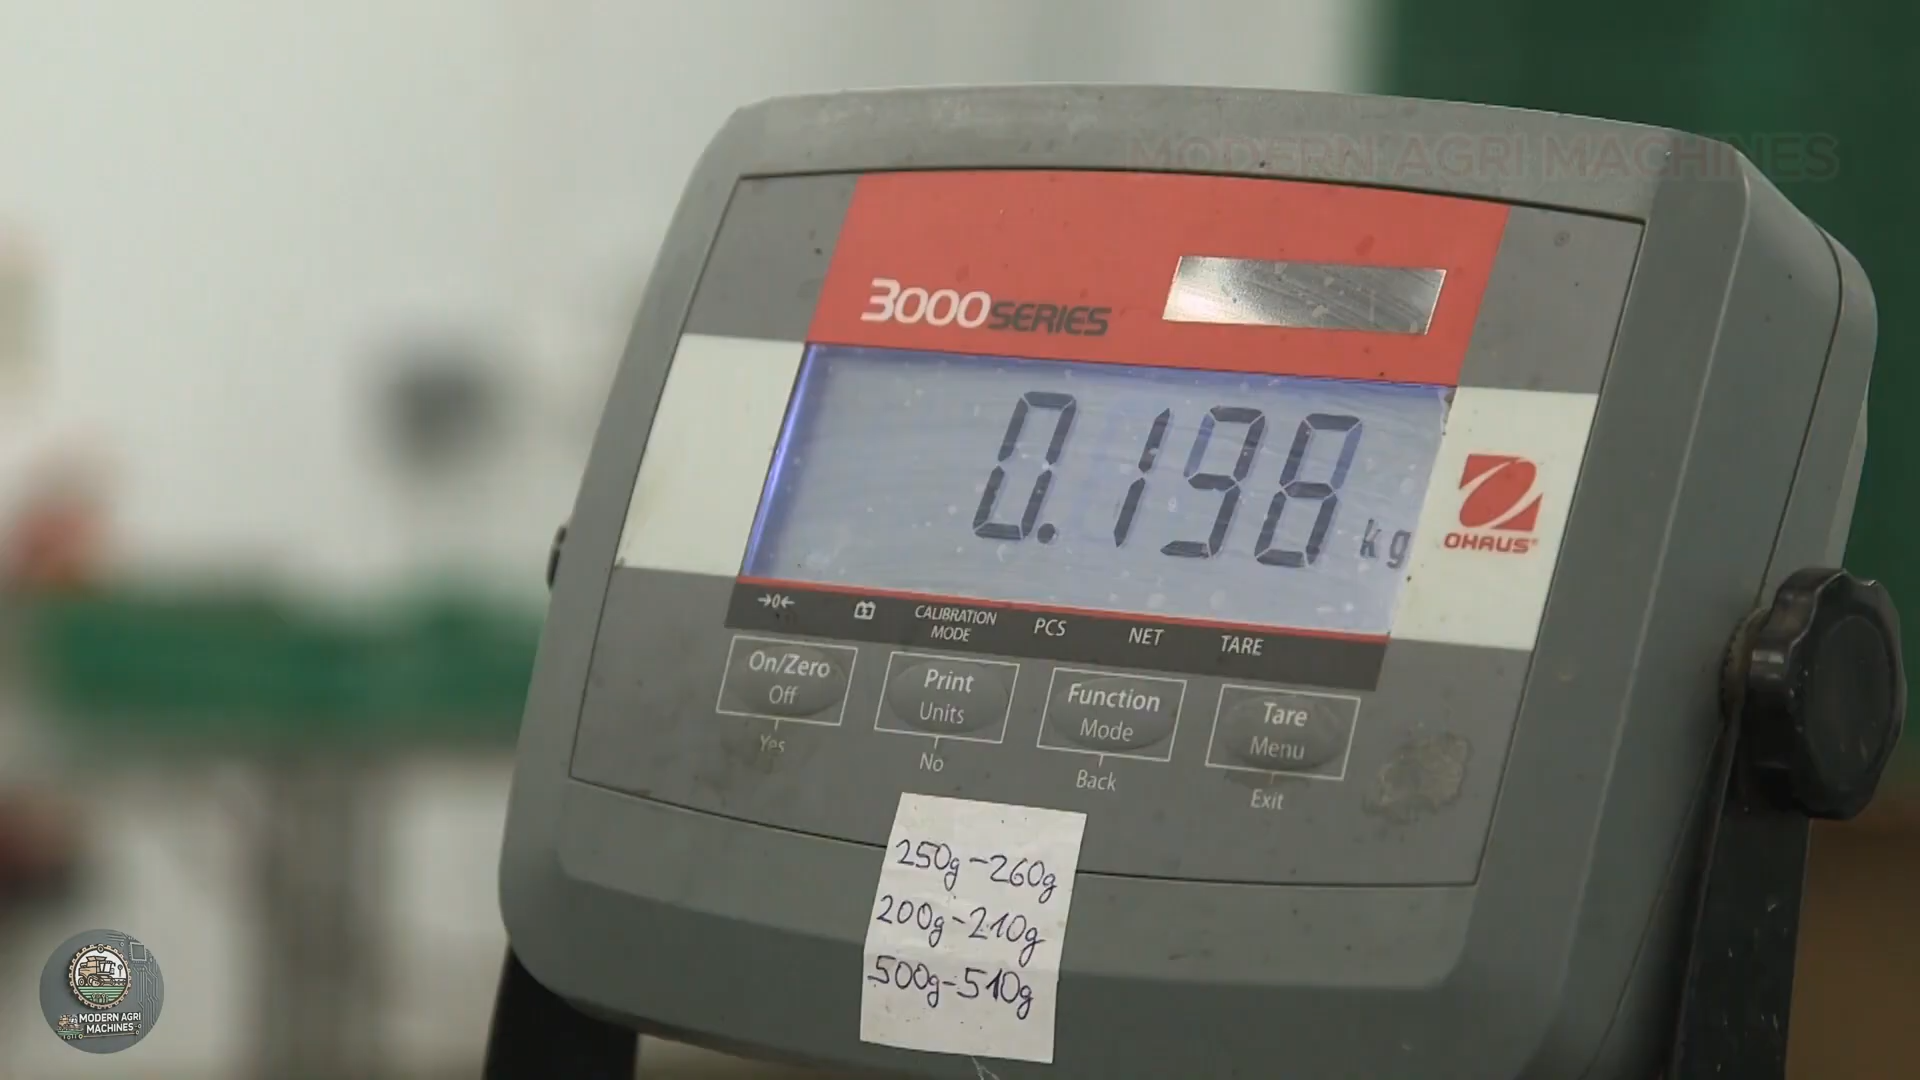 MODERN AGRI MACHINES
3000SERIES
0.198 kg
OHAUS
→0←
CALIBRATION
MODE
PCS
NET
TARE
On/Zero
Off
Yes
Print
Units
No
Function
Mode
Back
Tare
Menu
Exit
250g-260g
200g-210g
500g-510g
MODERN AGRI
MACHINES